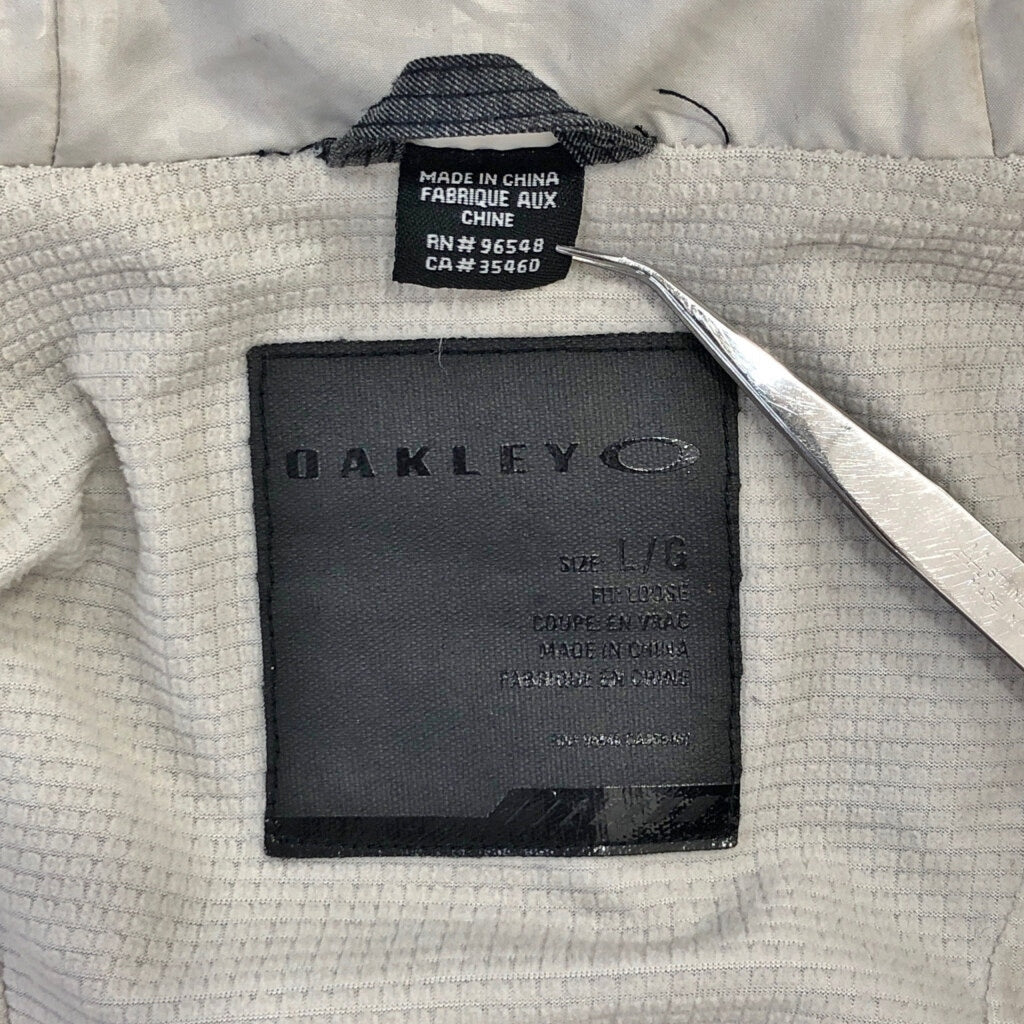 MADE IN CHINA
FABRIQUE AUX
CHINE
RN# 96548
CA# 35460
OAKLEY
SIZE: L/G
FIT: LOOSE
COUPE: EN VRAC
MADE IN CHINA
FABRIQUE EN CHINE